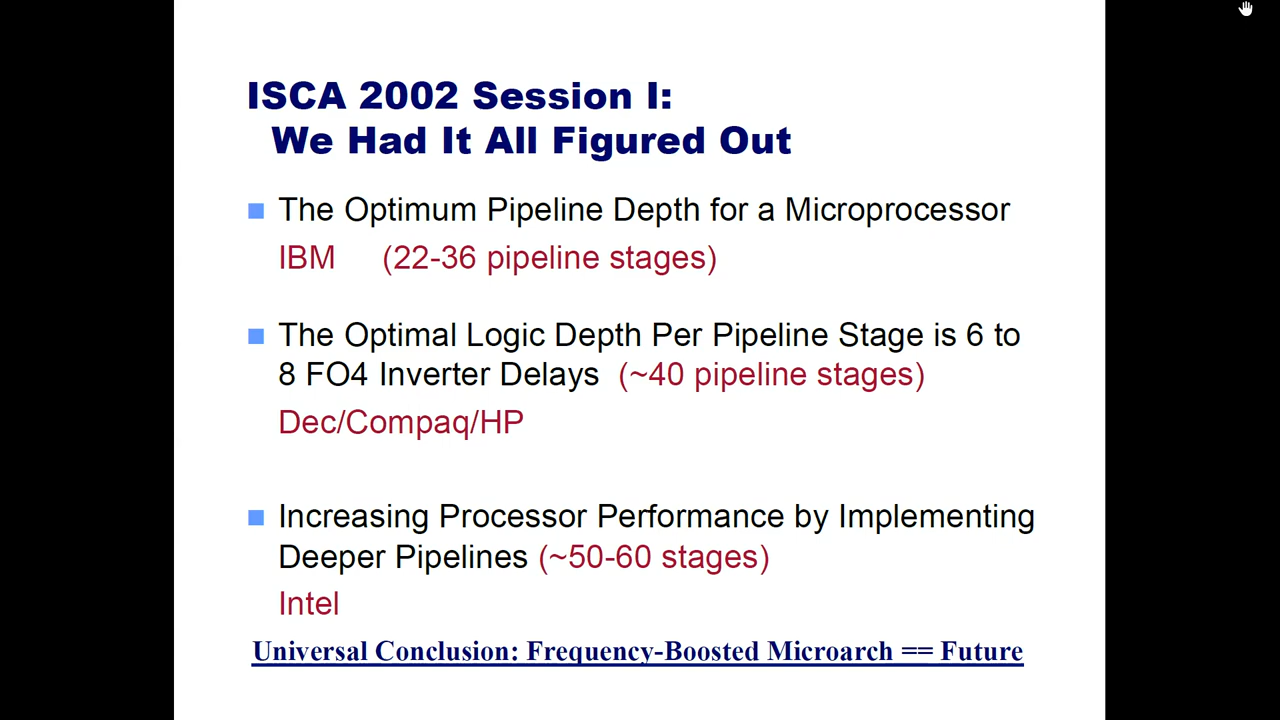 ISCA 2002 Session I:
We Had It All Figured Out
The Optimum Pipeline Depth for a Microprocessor
IBM (22-36 pipeline stages)
The Optimal Logic Depth Per Pipeline Stage is 6 to
8 FO4 Inverter Delays (~40 pipeline stages)
Dec/Compaq/HP
Increasing Processor Performance by Implementing
Deeper Pipelines (~50-60 stages)
Intel
Universal Conclusion: Frequency-Boosted Microarch == Future